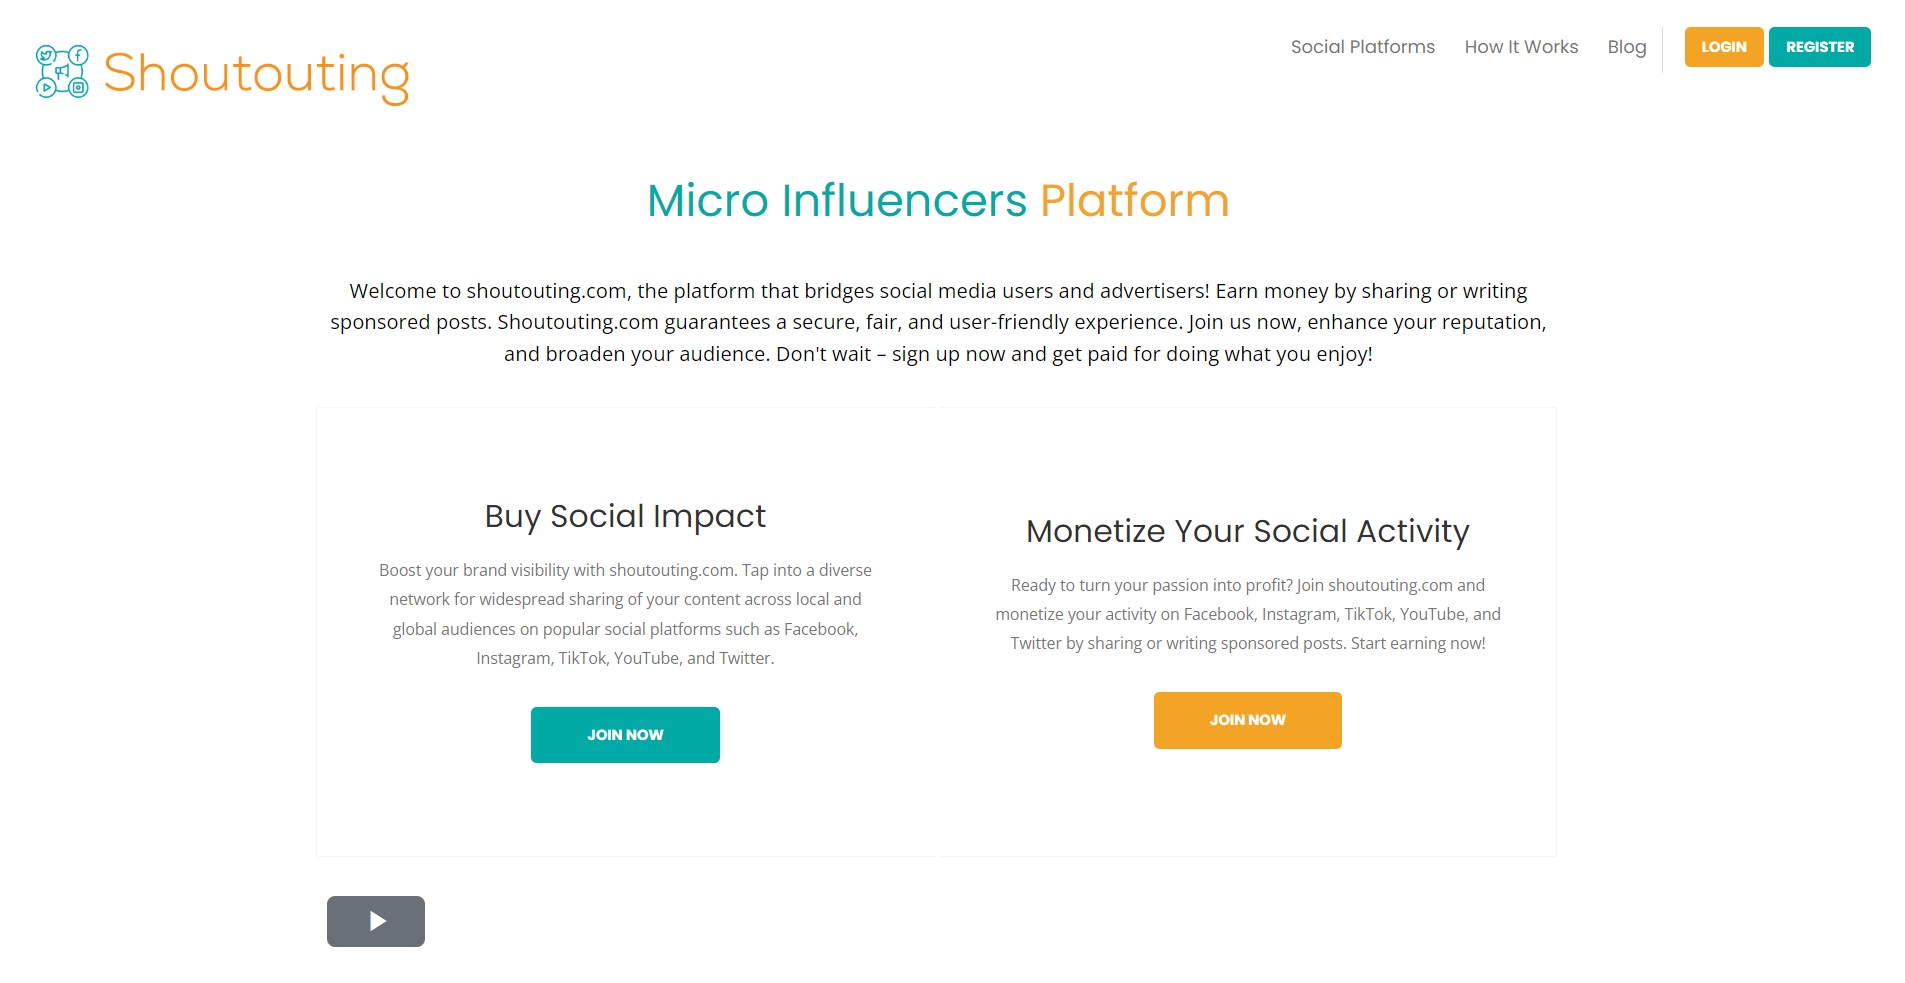 Shoutouting
Social Platforms
How It Works
Blog
LOGIN
REGISTER
Micro Influencers Platform
Welcome to shoutouting.com, the platform that bridges social media users and advertisers! Earn money by sharing or writing
sponsored posts. Shoutouting.com guarantees a secure, fair, and user-friendly experience. Join us now, enhance your reputation,
and broaden your audience. Don't wait – sign up now and get paid for doing what you enjoy!
Buy Social Impact
Boost your brand visibility with shoutouting.com. Tap into a diverse
network for widespread sharing of your content across local and
global audiences on popular social platforms such as Facebook,
Instagram, TikTok, YouTube, and Twitter.
JOIN NOW
Monetize Your Social Activity
Ready to turn your passion into profit? Join shoutouting.com and
monetize your activity on Facebook, Instagram, TikTok, YouTube, and
Twitter by sharing or writing sponsored posts. Start earning now!
JOIN NOW